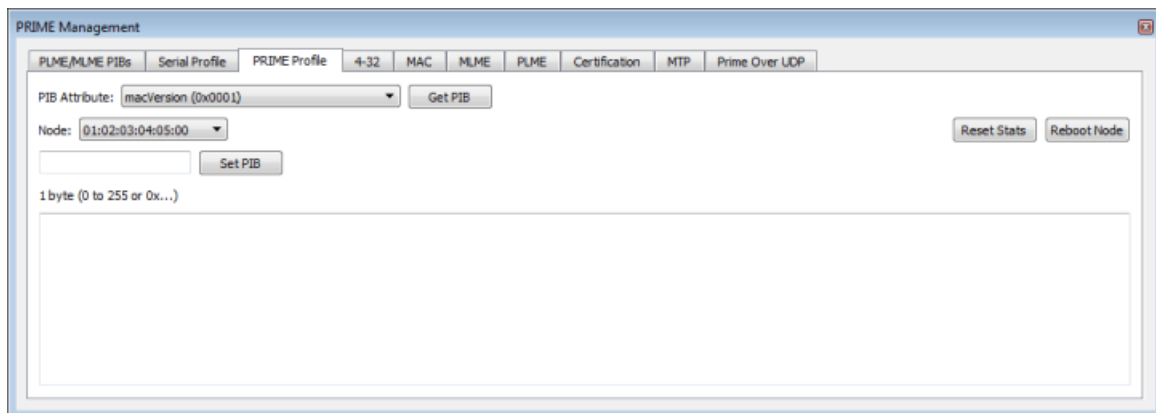 PRIME Management
PLME/MLME PIBs Serial Profile PRIME Profile 4-32 MAC MLME PLME Certification MTP Prime Over UDP
PIB Attribute: macVersion (0x0001) Get PIB
Node: 01:02:03:04:05:00 Reset Stats Reboot Node
Set PIB
1 byte (0 to 255 or 0x...)